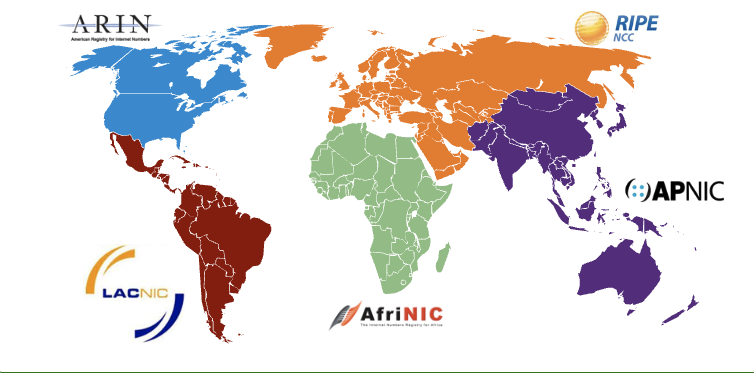 ARIN
American Registry for Internet Numbers
RIPE
NCC
APNIC
LACNIC
AfriNIC
The Internet Numbers Registry for Africa